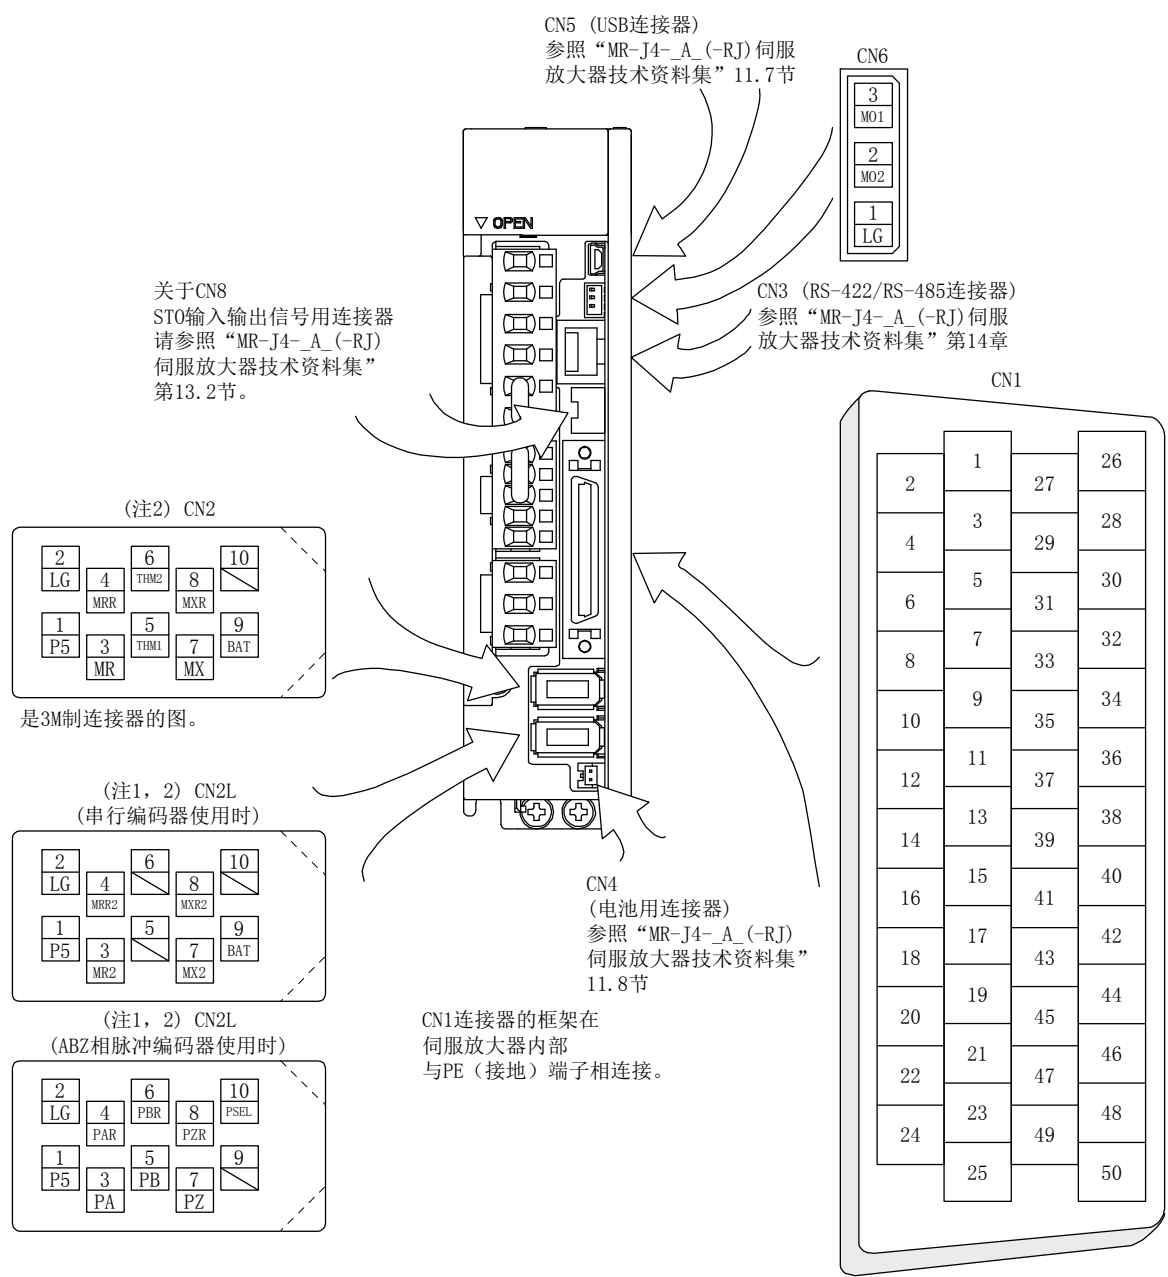 CN5 (USB连接器)
参照“MR-J4-_A_(-RJ)伺服
放大器技术资料集”11.7节
CN6
3
MO1
2
MO2
1
LG
▽ OPEN
关于CN8
STO输入输出信号用连接器
请参照“MR-J4-_A_(-RJ)
伺服放大器技术资料集”
第13.2节。
CN3 (RS-422/RS-485连接器)
参照“MR-J4-_A_(-RJ)伺服
放大器技术资料集”第14章
CN1
1 26
2 27
3 28
4 29
5 30
6 31
7 32
8 33
9 34
10 35
11 36
12 37
13 38
14 39
15 40
16 41
17 42
18 43
19 44
20 45
21 46
22 47
23 48
24 49
25 50
(注2) CN2
2 6 10
LG 4 THM2 8
MRR MXR
1 5 9
P5 3 THM1 7 BAT
MR MX
是3M制连接器的图。
(注1, 2) CN2L
(串行编码器使用时)
2 6 10
LG 4 8
MRR2 MXR2
1 5 9
P5 3 7 BAT
MR2 MX2
(注1, 2) CN2L
(ABZ相脉冲编码器使用时)
2 6 10
LG 4 PBR 8 PSEL
PAR PZR
1 5 9
P5 3 PB 7
PA PZ
CN4
(电池用连接器)
参照“MR-J4-_A_(-RJ)
伺服放大器技术资料集”
11.8节
CN1连接器的框架在
伺服放大器内部
与PE（接地）端子相连接。